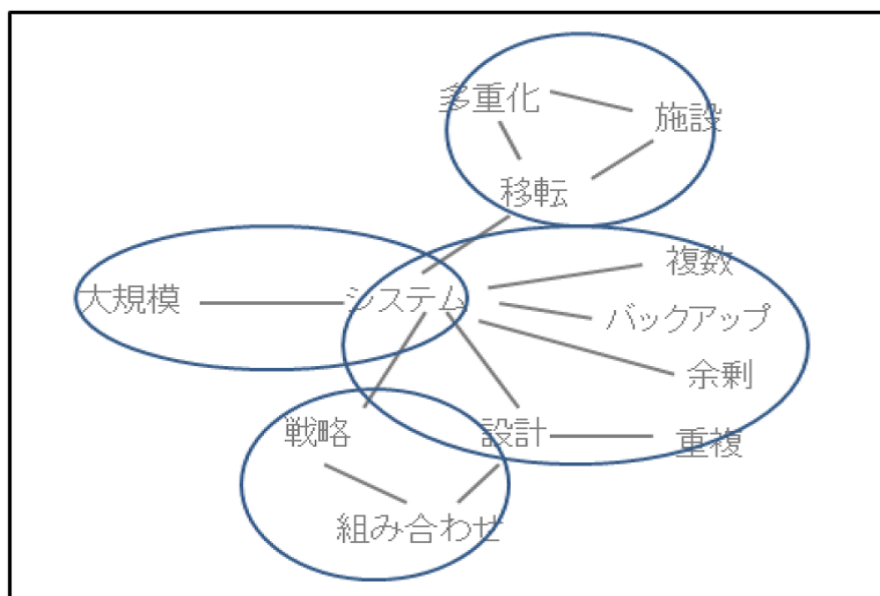 多重化
施設
移転
複数
大規模
システム
バックアップ
余剰
戦略
設計
重複
組み合わせ